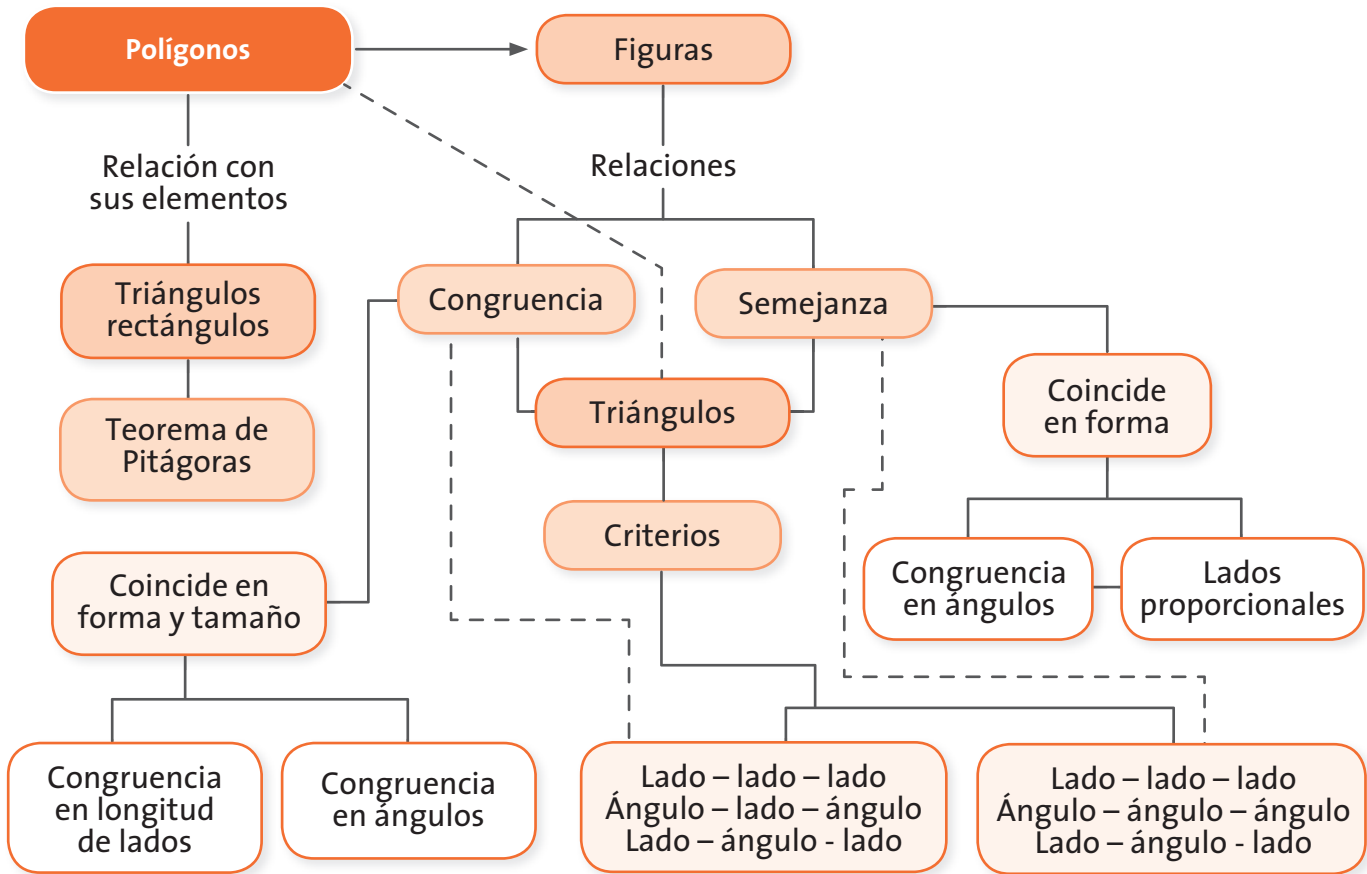 Polígonos
Figuras
Relación con
sus elementos
Relaciones
Triángulos
rectángulos
Congruencia
Semejanza
Teorema de
Pitágoras
Triángulos
Coincide
en forma
Criterios
Coincide en
forma y tamaño
Congruencia
en ángulos
Lados
proporcionales
Congruencia
en longitud
de lados
Congruencia
en ángulos
Lado – lado – lado
Ángulo – lado – ángulo
Lado – ángulo - lado
Lado – lado – lado
Ángulo – ángulo – ángulo
Lado – ángulo - lado